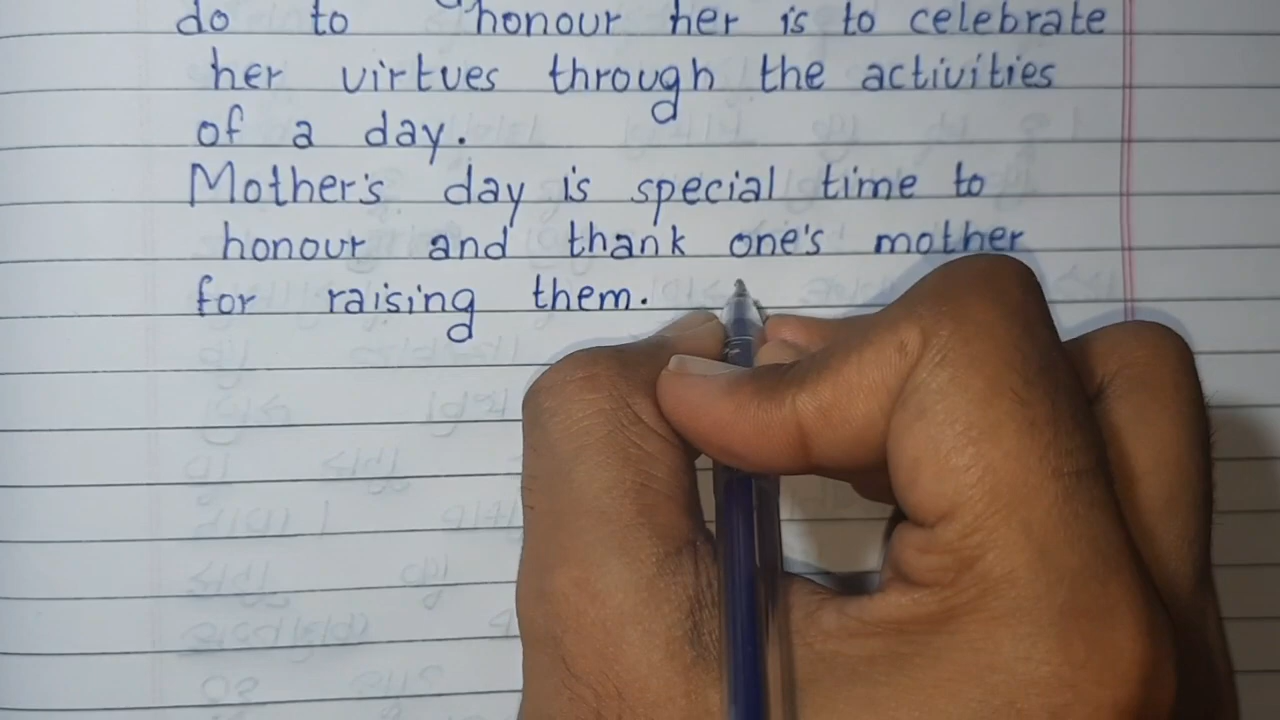 do to honour her is to celebrate
her virtues through the activities
of a day.
Mother's day is special time to
honour and thank one's mother
for raising them.